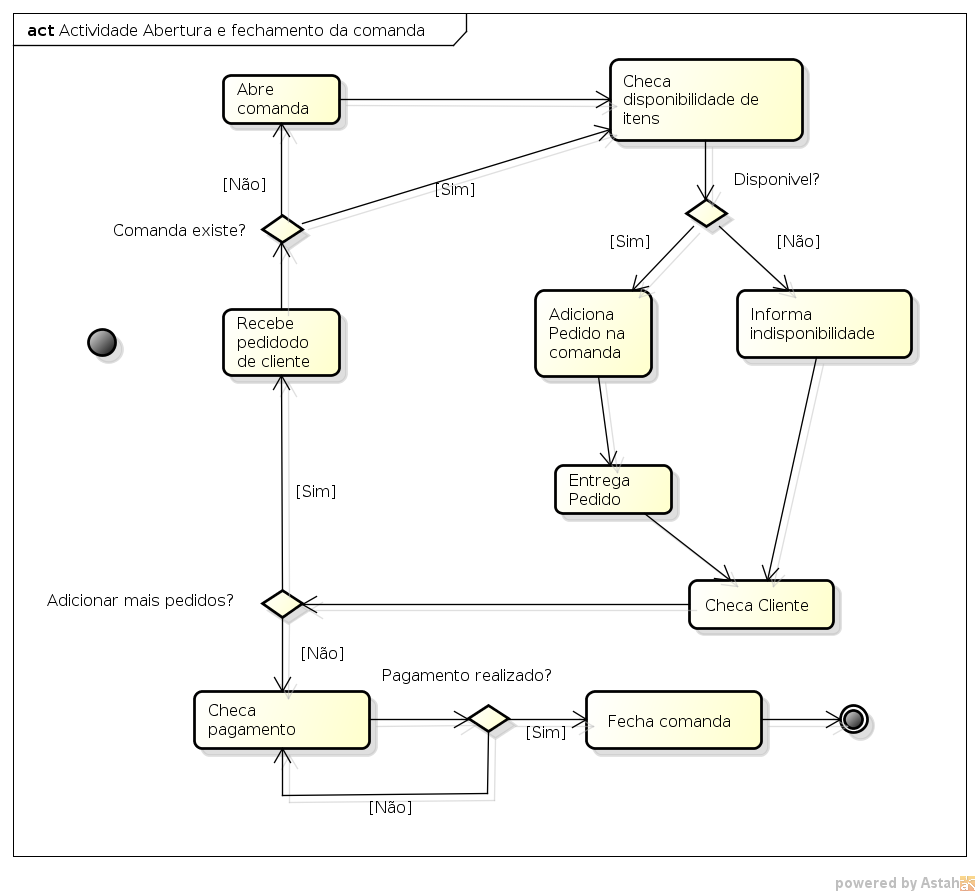 act Actividade Abertura e fechamento da comanda
Abre
comanda
Checa
disponibilidade de
itens
[Não]
[Sim]
Disponivel?
Comanda existe?
[Sim]
[Não]
Recebe
pedidodo
de cliente
Adiciona
Pedido na
comanda
Informa
indisponibilidade
[Sim]
Entrega
Pedido
Adicionar mais pedidos?
Checa Cliente
[Não]
Pagamento realizado?
Checa
pagamento
[Sim]
Fecha comanda
[Não]
powered by Astah